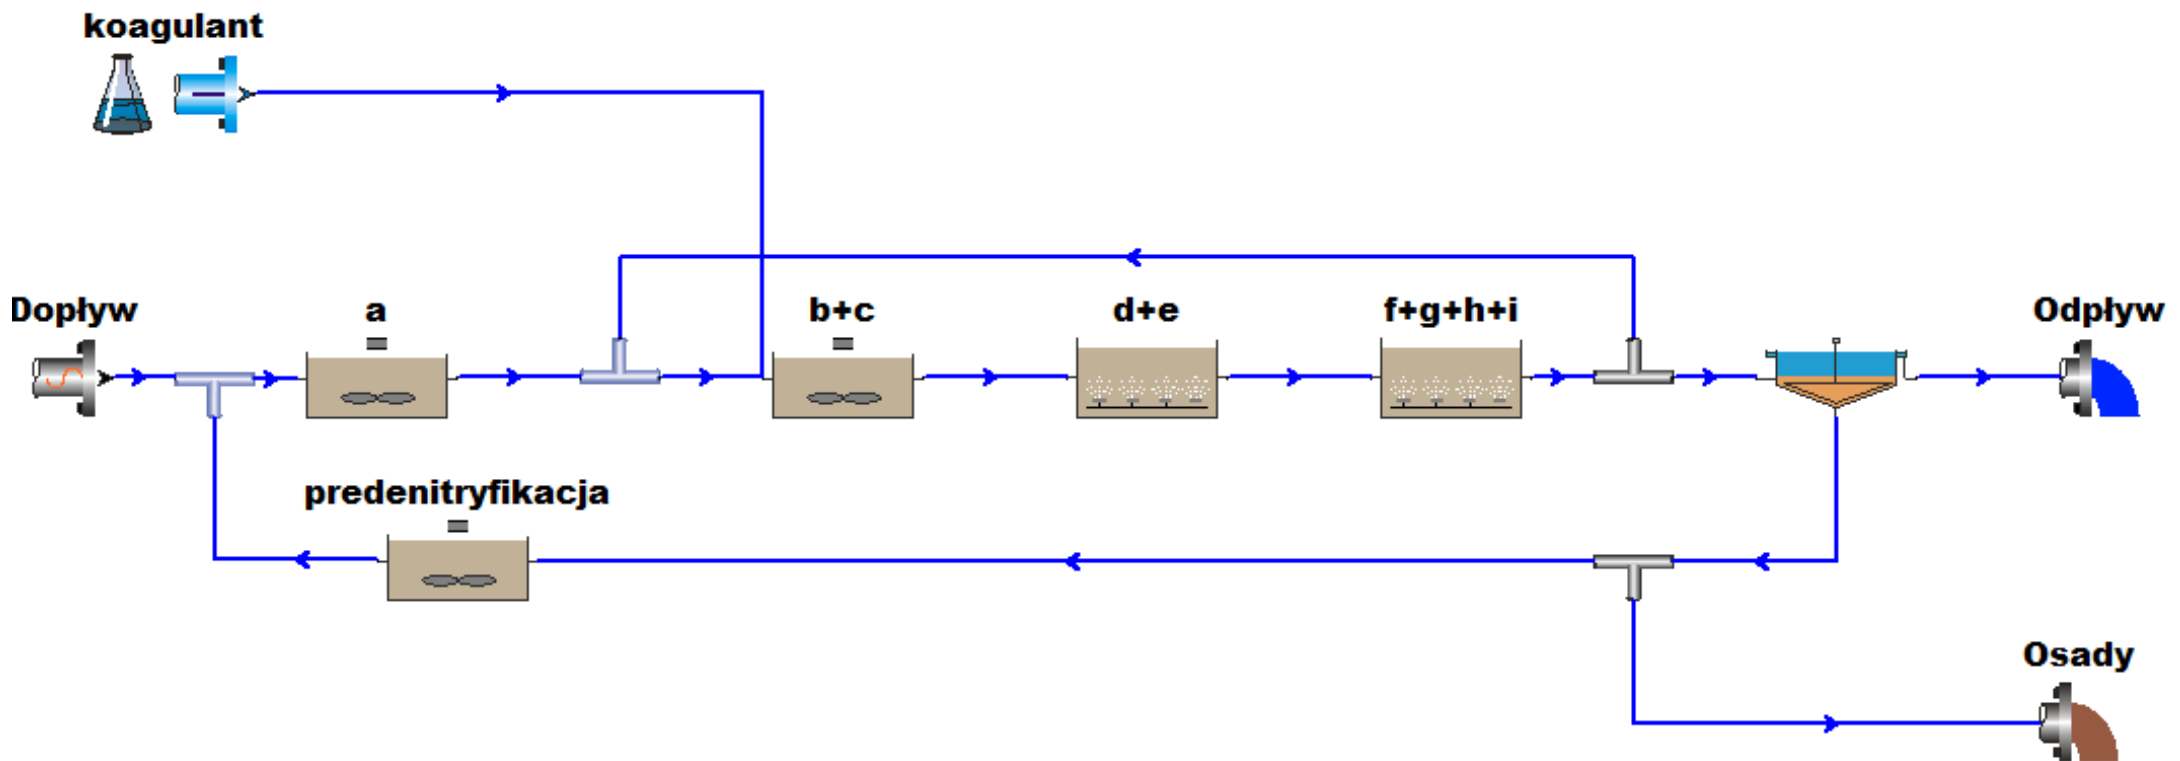 koagulant
Dopływ
a
b+c
d+e
f+g+h+i
Odpływ
predenitryfikacja
Osady